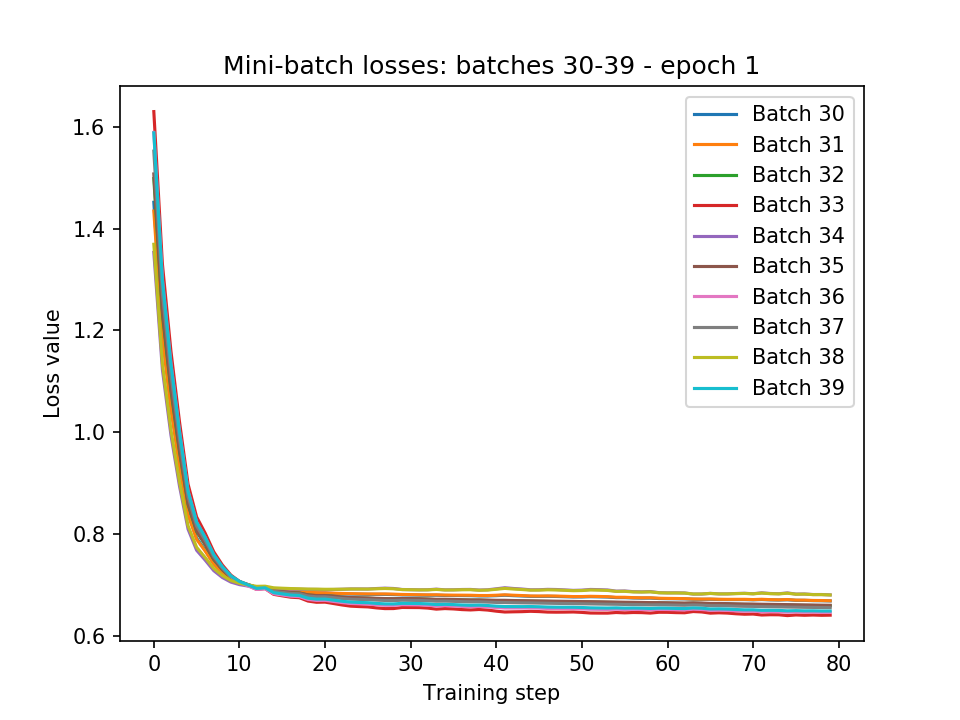 Mini-batch losses: batches 30-39 - epoch 1
1.6
1.4
1.2
1.0
0.8
0.6
Loss value
0
10
20
30
40
50
60
70
80
Training step
Batch 30
Batch 31
Batch 32
Batch 33
Batch 34
Batch 35
Batch 36
Batch 37
Batch 38
Batch 39